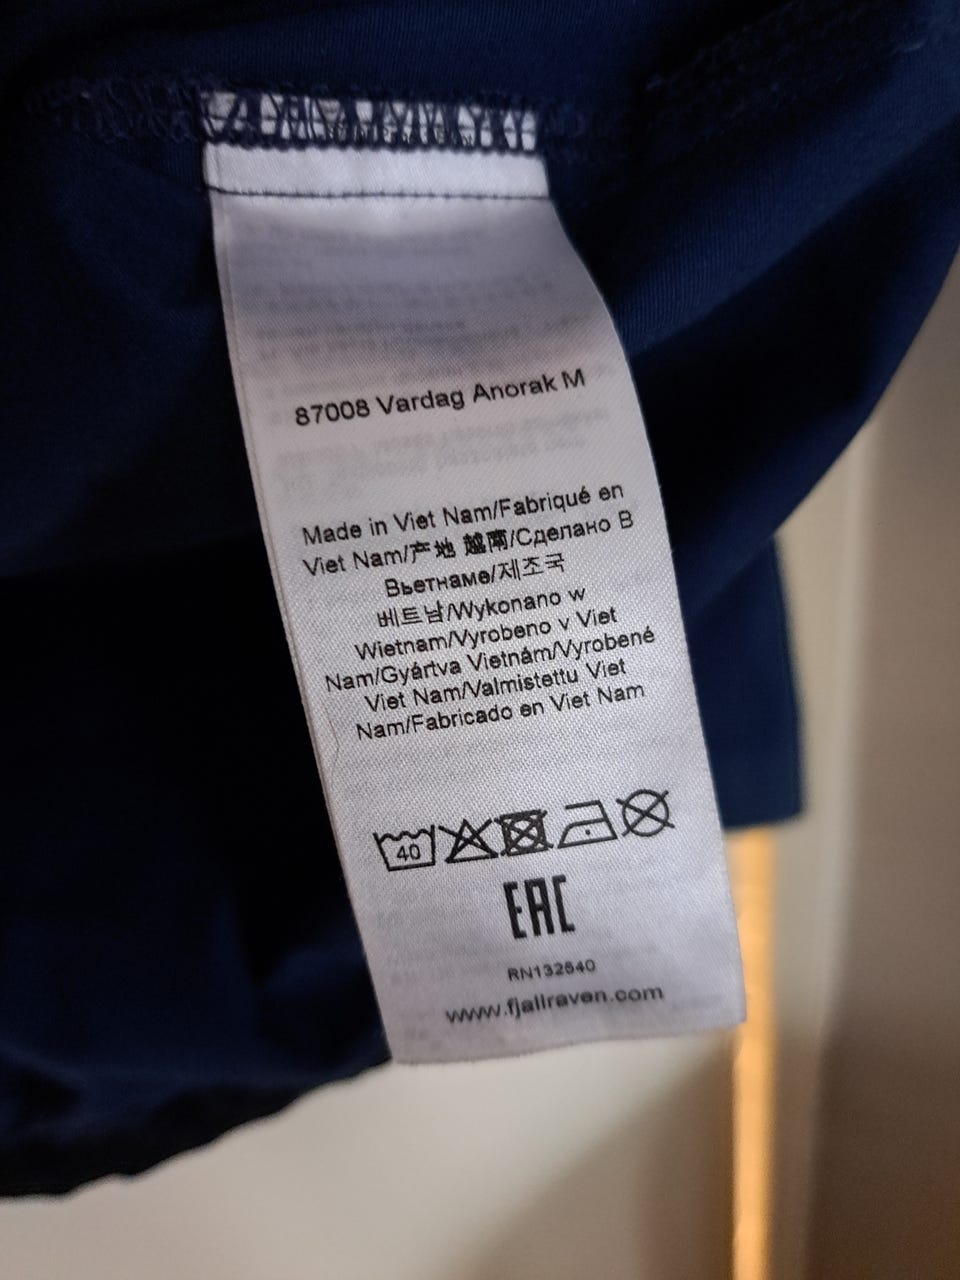 87008 Vardag Anorak M
Made in Viet Nam/Fabriqué en
Viet Nam/产地 越南/Сделано В
Вьетнаме/제조국
베트남/Wykonano w
Wietnam/Vyrobeno v Viet
Nam/Gyártva Vietnám/Vyrobené
Viet Nam/Valmistettu Viet
Nam/Fabricado en Viet Nam
40
EAC
RN132640
www.fjallraven.com